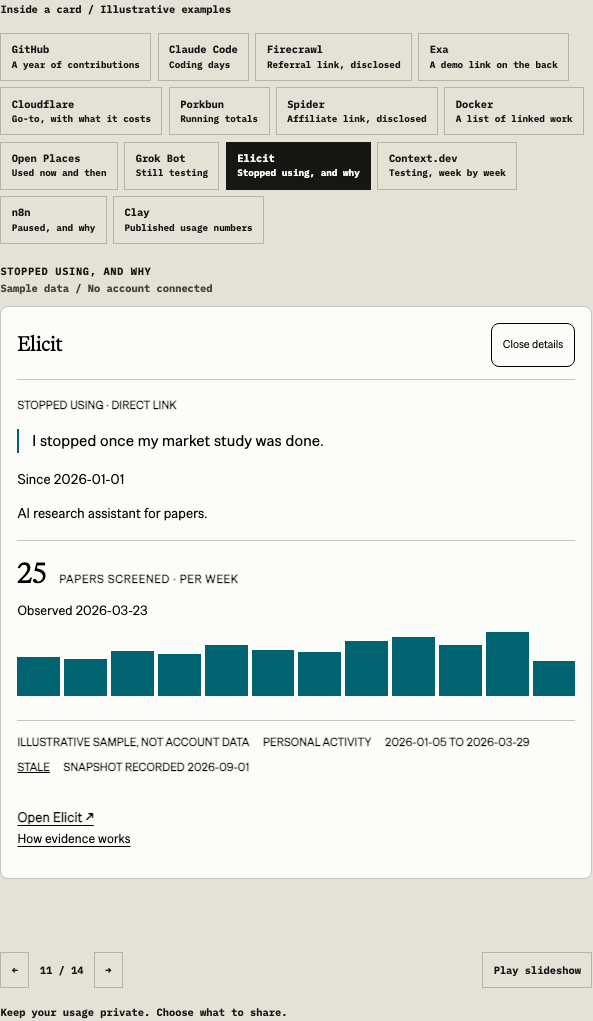 Inside a card / Illustrative examples
GitHub
A year of contributions
Claude Code
Coding days
Firecrawl
Referral link, disclosed
Exa
A demo link on the back
Cloudflare
Go-to, with what it costs
Porkbun
Running totals
Spider
Affiliate link, disclosed
Docker
A list of linked work
Open Places
Used now and then
Grok Bot
Still testing
Elicit
Stopped using, and why
Context.dev
Testing, week by week
n8n
Paused, and why
Clay
Published usage numbers
STOPPED USING, AND WHY
Sample data / No account connected
Elicit
Close details
STOPPED USING · DIRECT LINK
I stopped once my market study was done.
Since 2026-01-01
AI research assistant for papers.
25 PAPERS SCREENED · PER WEEK
Observed 2026-03-23
ILLUSTRATIVE SAMPLE, NOT ACCOUNT DATA PERSONAL ACTIVITY 2026-01-05 TO 2026-03-29
STALE SNAPSHOT RECORDED 2026-09-01
Open Elicit ↗
How evidence works
← 11 / 14 → Play slideshow
Keep your usage private. Choose what to share.